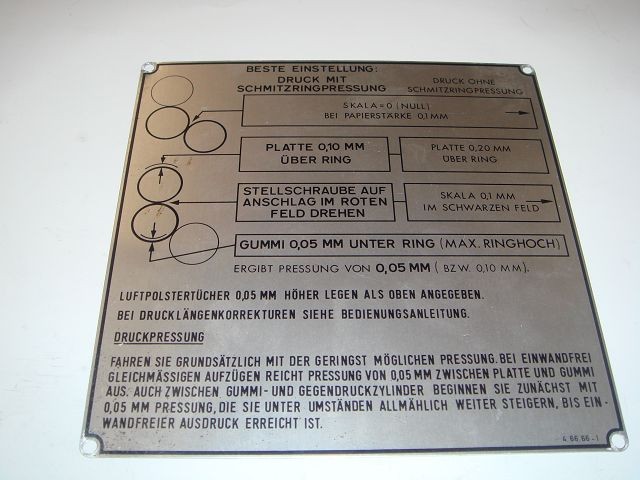 BESTE EINSTELLUNG:
DRUCK MIT
SCHMITZRINGPRESSUNG
DRUCK OHNE
SCHMITZRINGPRESSUNG
SKALA = 0 (NULL)
BEI PAPIERSTÄRKE 0,1 MM
PLATTE 0,10 MM
ÜBER RING
PLATTE 0,20 MM
ÜBER RING
STELLSCHRAUBE AUF
ANSCHLAG IM ROTEN
FELD DREHEN
SKALA 0,1 MM
IM SCHWARZEN FELD
GUMMI 0,05 MM UNTER RING (MAX. RINGHOCH)
ERGIBT PRESSUNG VON 0,05 MM ( BZW. 0,10 MM ).
LUFTPOLSTERTÜCHER 0,05 MM HÖHER LEGEN ALS OBEN ANGEGEBEN.
BEI DRUCKLÄNGENKORREKTUREN SIEHE BEDIENUNGSANLEITUNG.
DRUCKPRESSUNG
FAHREN SIE GRUNDSÄTZLICH MIT DER GERINGST MÖGLICHEN PRESSUNG. BEI EINWANDFREI
GLEICHMÄSSIGEN AUFZÜGEN REICHT PRESSUNG VON 0,05 MM ZWISCHEN PLATTE UND GUMMI
AUS. AUCH ZWISCHEN GUMMI- UND GEGENDRUCKZYLINDER BEGINNEN SIE ZUNÄCHST MIT
0,05 MM PRESSUNG, DIE SIE UNTER UMSTÄNDEN ALLMÄHLICH WEITER STEIGERN, BIS EIN-
WANDFREIER AUSDRUCK ERREICHT IST.
4 66.66-1